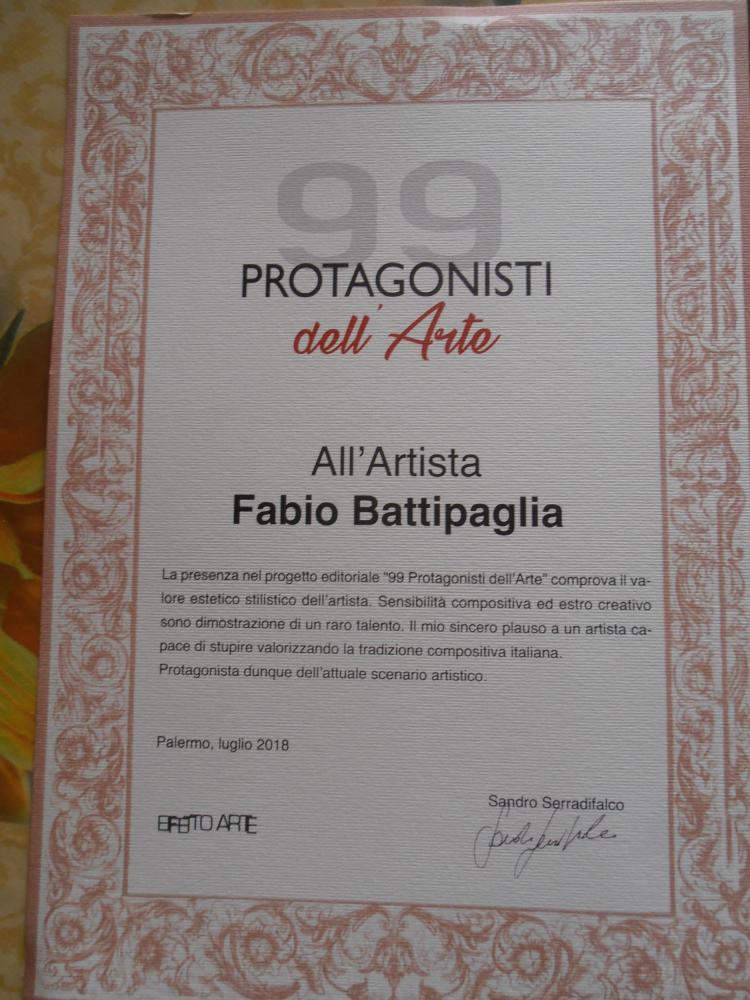 99
PROTAGONISTI
dell'Arte
All'Artista
Fabio Battipaglia
La presenza nel progetto editoriale "99 Protagonisti dell'Arte" comprova il va-
lore estetico stilistico dell'artista. Sensibilità compositiva ed estro creativo
sono dimostrazione di un raro talento. Il mio sincero plauso a un artista ca-
pace di stupire valorizzando la tradizione compositiva italiana.
Protagonista dunque dell'attuale scenario artistico.
Palermo, luglio 2018
Sandro Serradifalco
EFFETTO ARTE